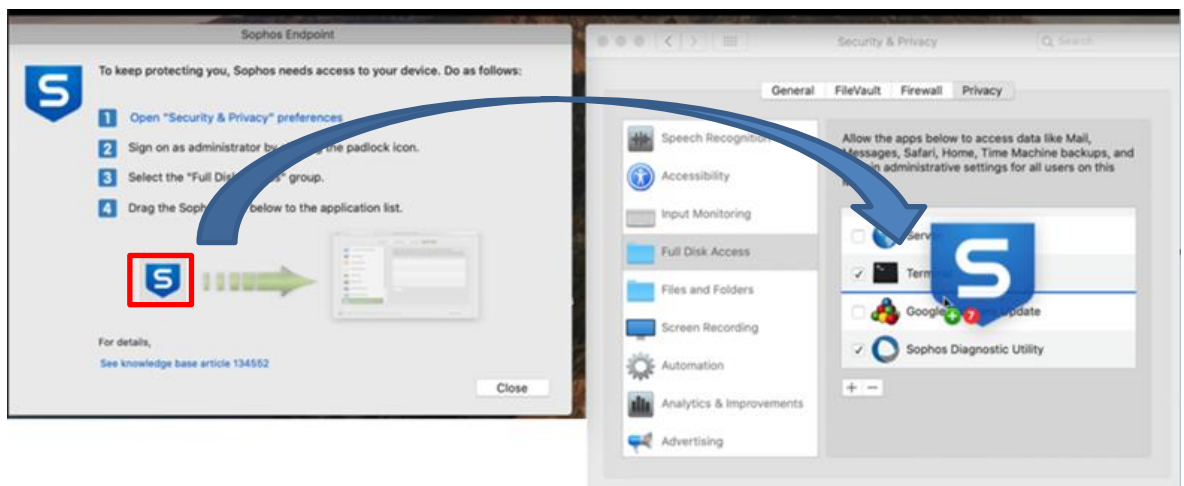 Sophos Endpoint
To keep protecting you, Sophos needs access to your device. Do as follows:
1 Open "Security & Privacy" preferences
2 Sign on as administrator by the padlock icon.
3 Select the "Full Disk " group.
4 Drag the Soph below to the application list.
S
S
For details,
See knowledge base article 134552
Close
Security & Privacy
Search
General FileVault Firewall Privacy
Speech Recognition
Accessibility
Input Monitoring
Full Disk Access
Files and Folders
Screen Recording
Automation
Analytics & Improvements
Advertising
Allow the apps below to access data like Mail,
Messages, Safari, Home, Time Machine backups, and
administrative settings for all users on this
Serv
Termin
Google Update
Sophos Diagnostic Utility
S
7
+ −